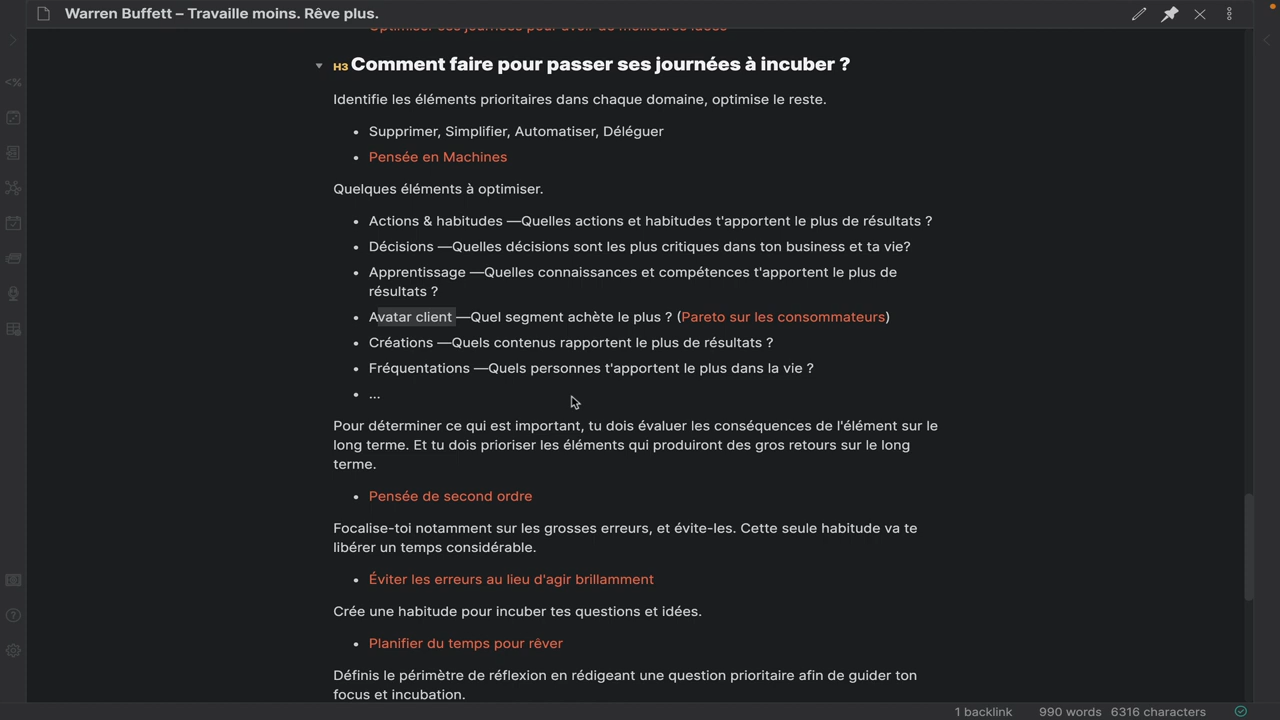 Warren Buffett – Travaille moins. Rêve plus.
Optimiser ses journées pour avoir de meilleures idées
H3 Comment faire pour passer ses journées à incuber ?
Identifie les éléments prioritaires dans chaque domaine, optimise le reste.
• Supprimer, Simplifier, Automatiser, Déléguer
• Pensée en Machines
Quelques éléments à optimiser.
• Actions & habitudes —Quelles actions et habitudes t'apportent le plus de résultats ?
• Décisions —Quelles décisions sont les plus critiques dans ton business et ta vie?
• Apprentissage —Quelles connaissances et compétences t'apportent le plus de
résultats ?
• Avatar client —Quel segment achète le plus ? (Pareto sur les consommateurs)
• Créations —Quels contenus rapportent le plus de résultats ?
• Fréquentations —Quels personnes t'apportent le plus dans la vie ?
• ...
Pour déterminer ce qui est important, tu dois évaluer les conséquences de l'élément sur le
long terme. Et tu dois prioriser les éléments qui produiront des gros retours sur le long
terme.
• Pensée de second ordre
Focalise-toi notamment sur les grosses erreurs, et évite-les. Cette seule habitude va te
libérer un temps considérable.
• Éviter les erreurs au lieu d'agir brillamment
Crée une habitude pour incuber tes questions et idées.
• Planifier du temps pour rêver
Définis le périmètre de réflexion en rédigeant une question prioritaire afin de guider ton
focus et incubation.
1 backlink 990 words 6316 characters